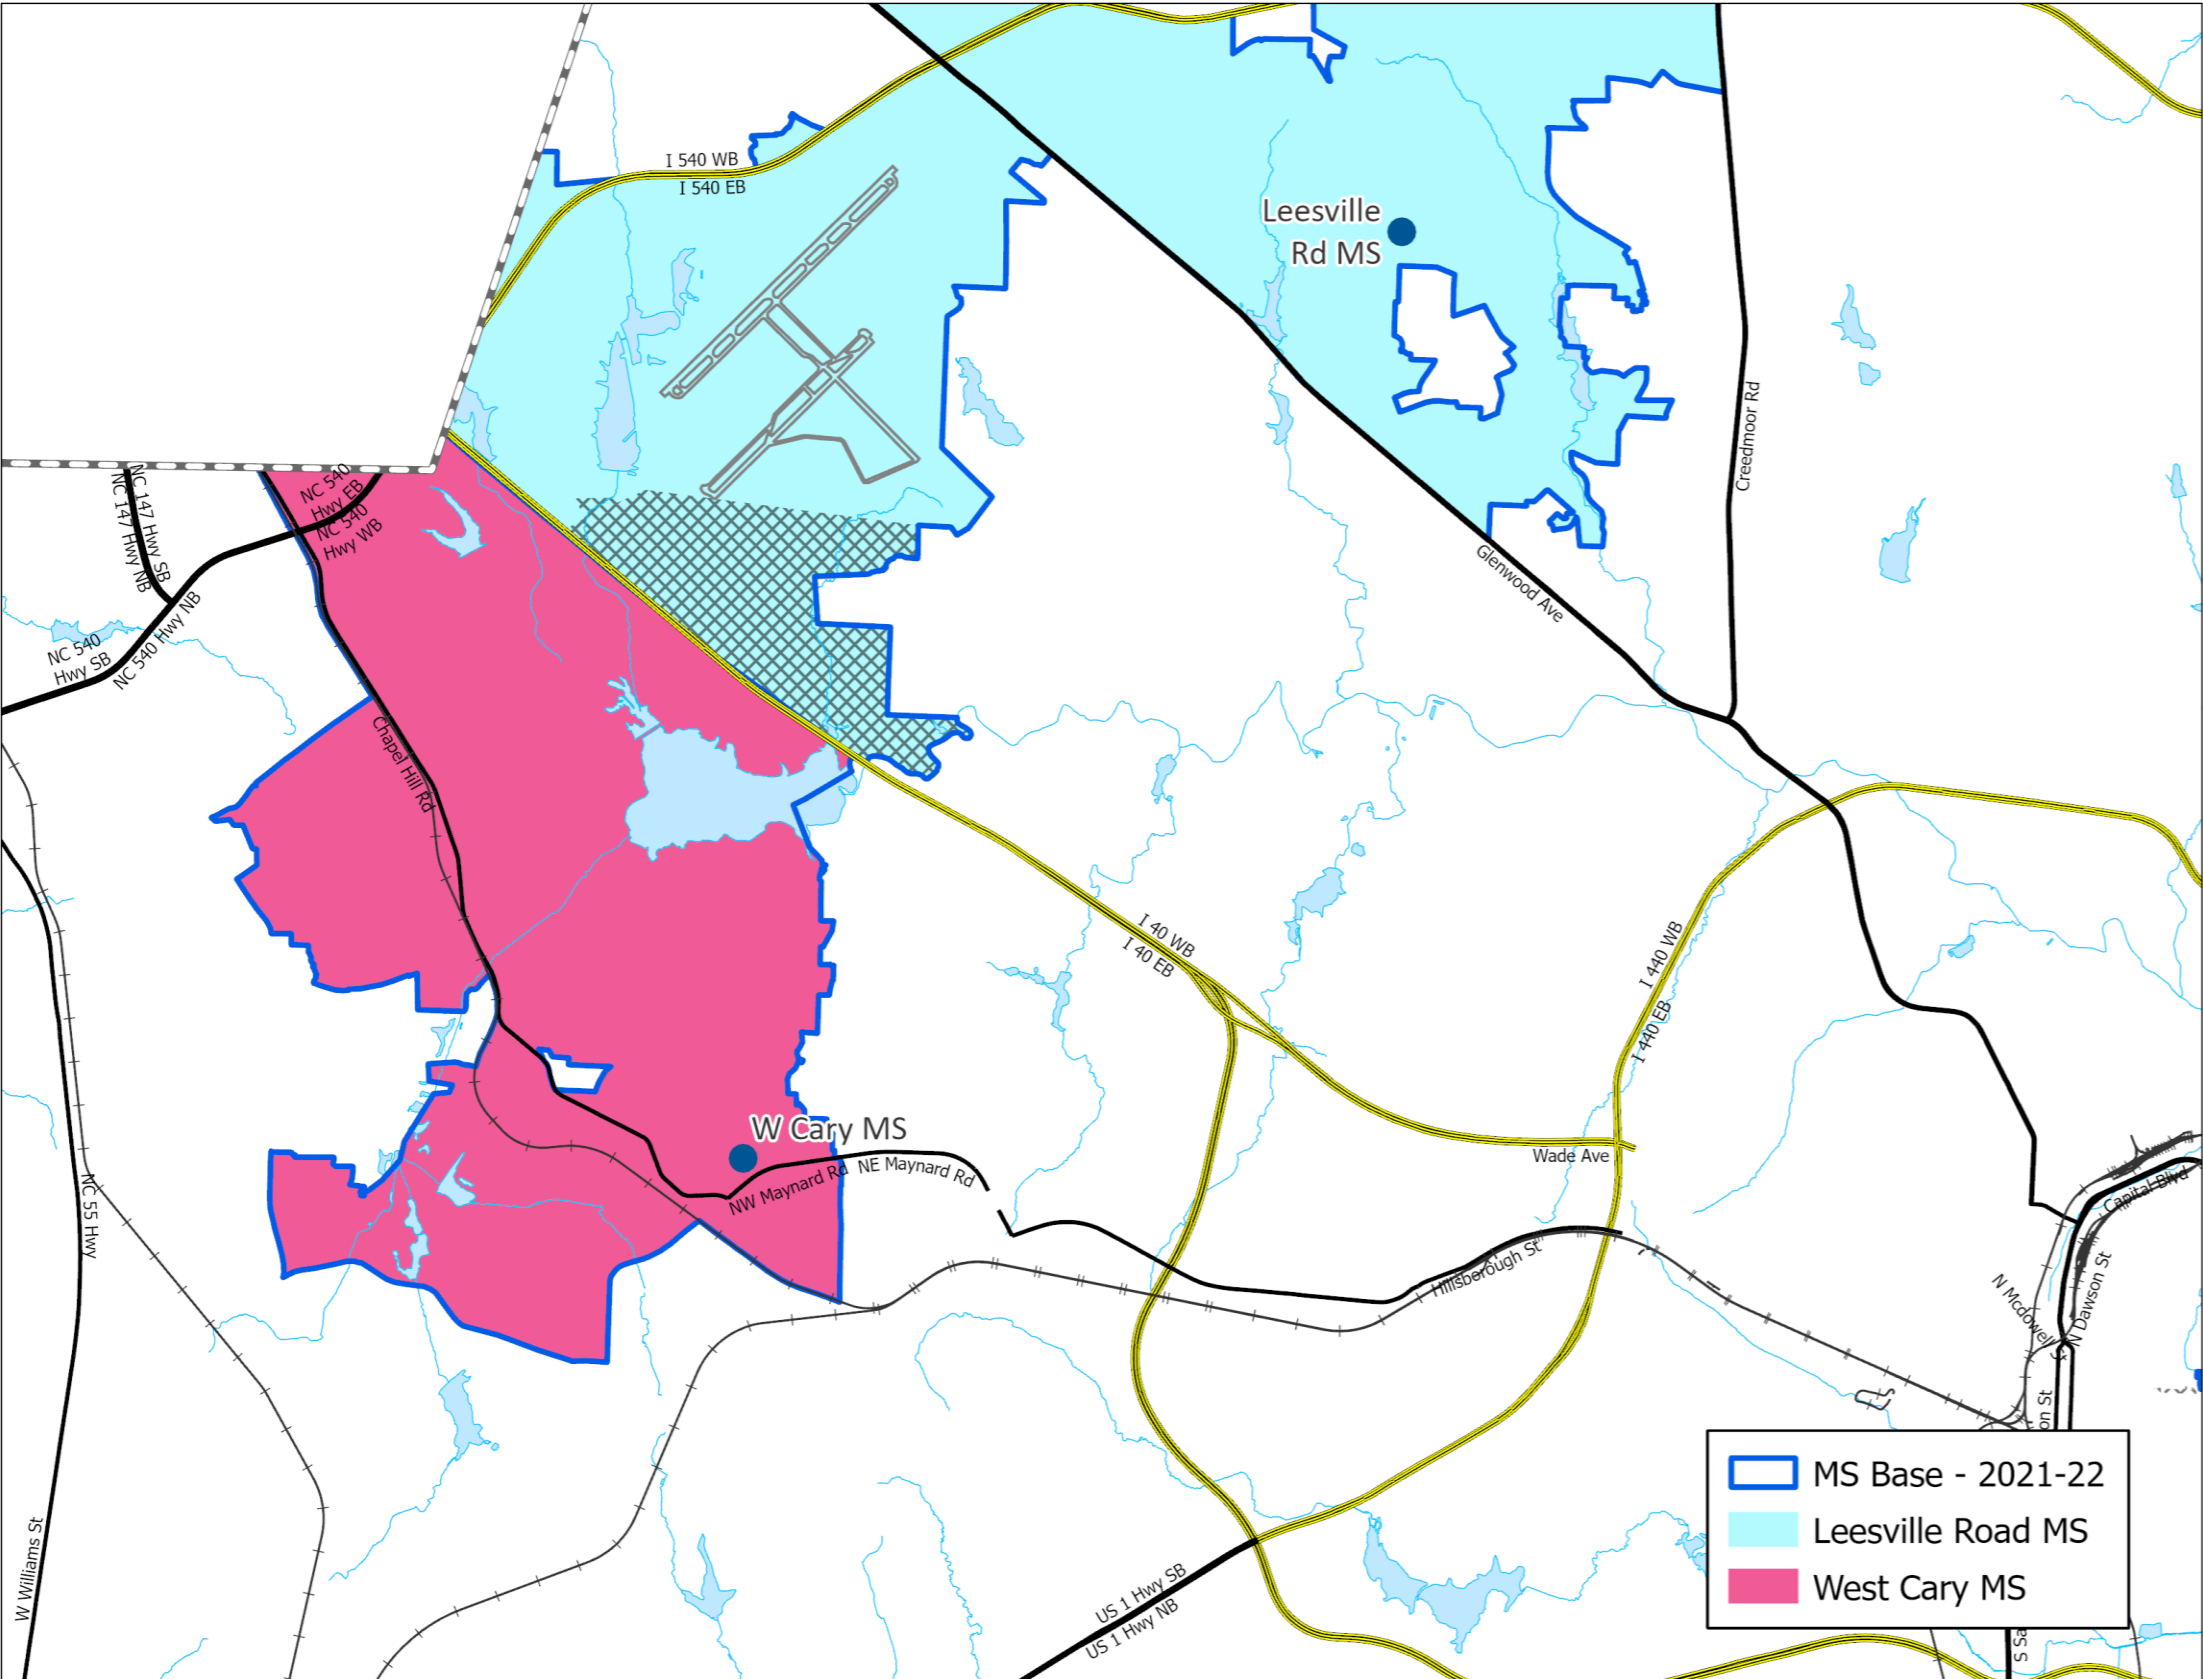 I 540 WB
I 540 EB
Leesville
Rd MS
Creedmoor Rd
NC 540
Hwy EB
NC 540
Hwy WB
NC 147 Hwy SB
NC 147 Hwy NB
Glenwood Ave
NC 540
Hwy SB
NC 540 Hwy NB
Chapel Hill Rd
I 40 WB
I 40 EB
I 440 WB
I 440 EB
W Cary MS
NW Maynard Rd
NE Maynard Rd
Wade Ave
NC 55 Hwy
Capital Blvd
Hillsborough St
N Dawson St
N Mcdowell St
on St
MS Base - 2021-22
Leesville Road MS
West Cary MS
W Williams St
US 1 Hwy SB
US 1 Hwy NB
S Sa